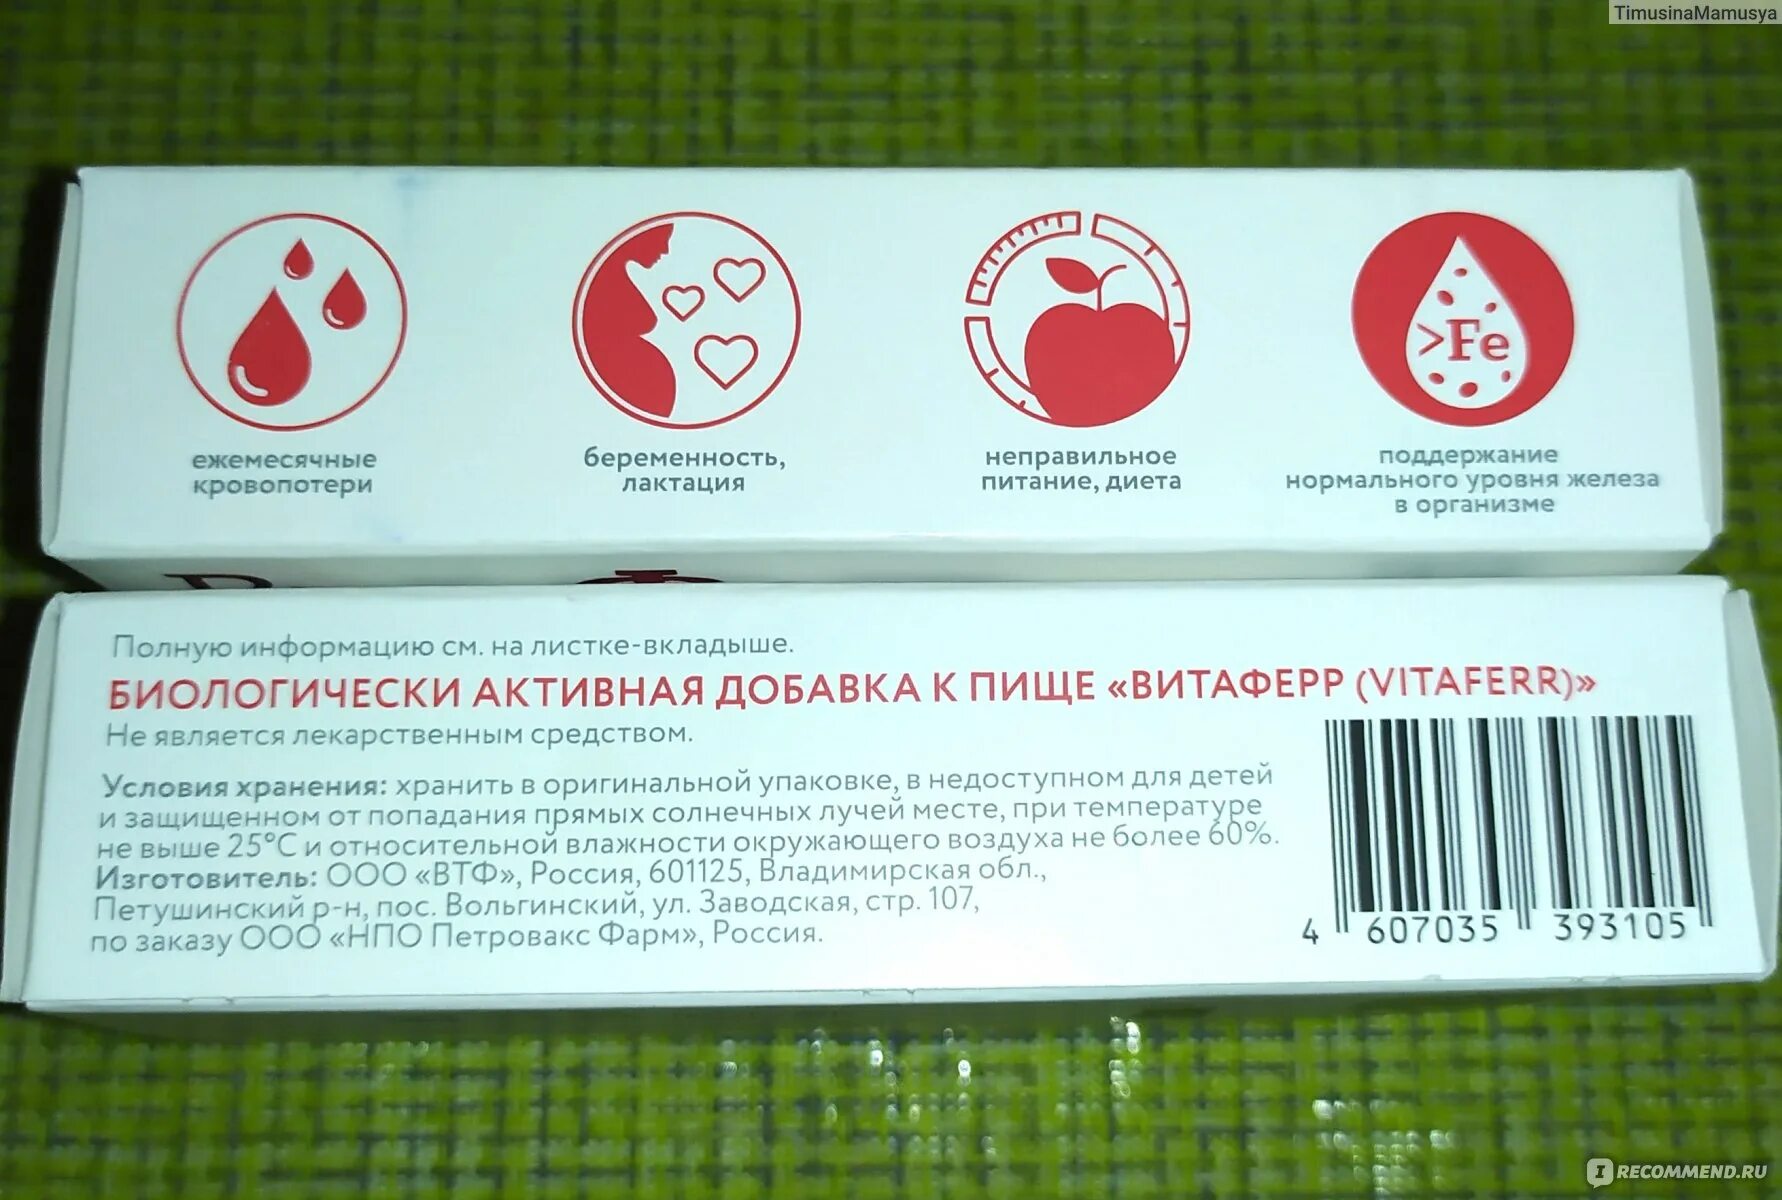 TimusinaMamusya
ежемесячные
кровопотери
беременность,
лактация
неправильное
питание, диета
>Fe
поддержание
нормального уровня железа
в организме
Полную информацию см. на листке-вкладыше.
БИОЛОГИЧЕСКИ АКТИВНАЯ ДОБАВКА К ПИЩЕ «ВИТАФЕРР (VITAFERR)»
Не является лекарственным средством.
Условия хранения: хранить в оригинальной упаковке, в недоступном для детей
и защищенном от попадания прямых солнечных лучей месте, при температуре
не выше 25°С и относительной влажности окружающего воздуха не более 60%.
Изготовитель: ООО «ВТФ», Россия, 601125, Владимирская обл.,
Петушинский р-н, пос. Вольгинский, ул. Заводская, стр. 107,
по заказу ООО «НПО Петровакс Фарм», Россия.
4 607035 393105
I RECOMMEND.RU